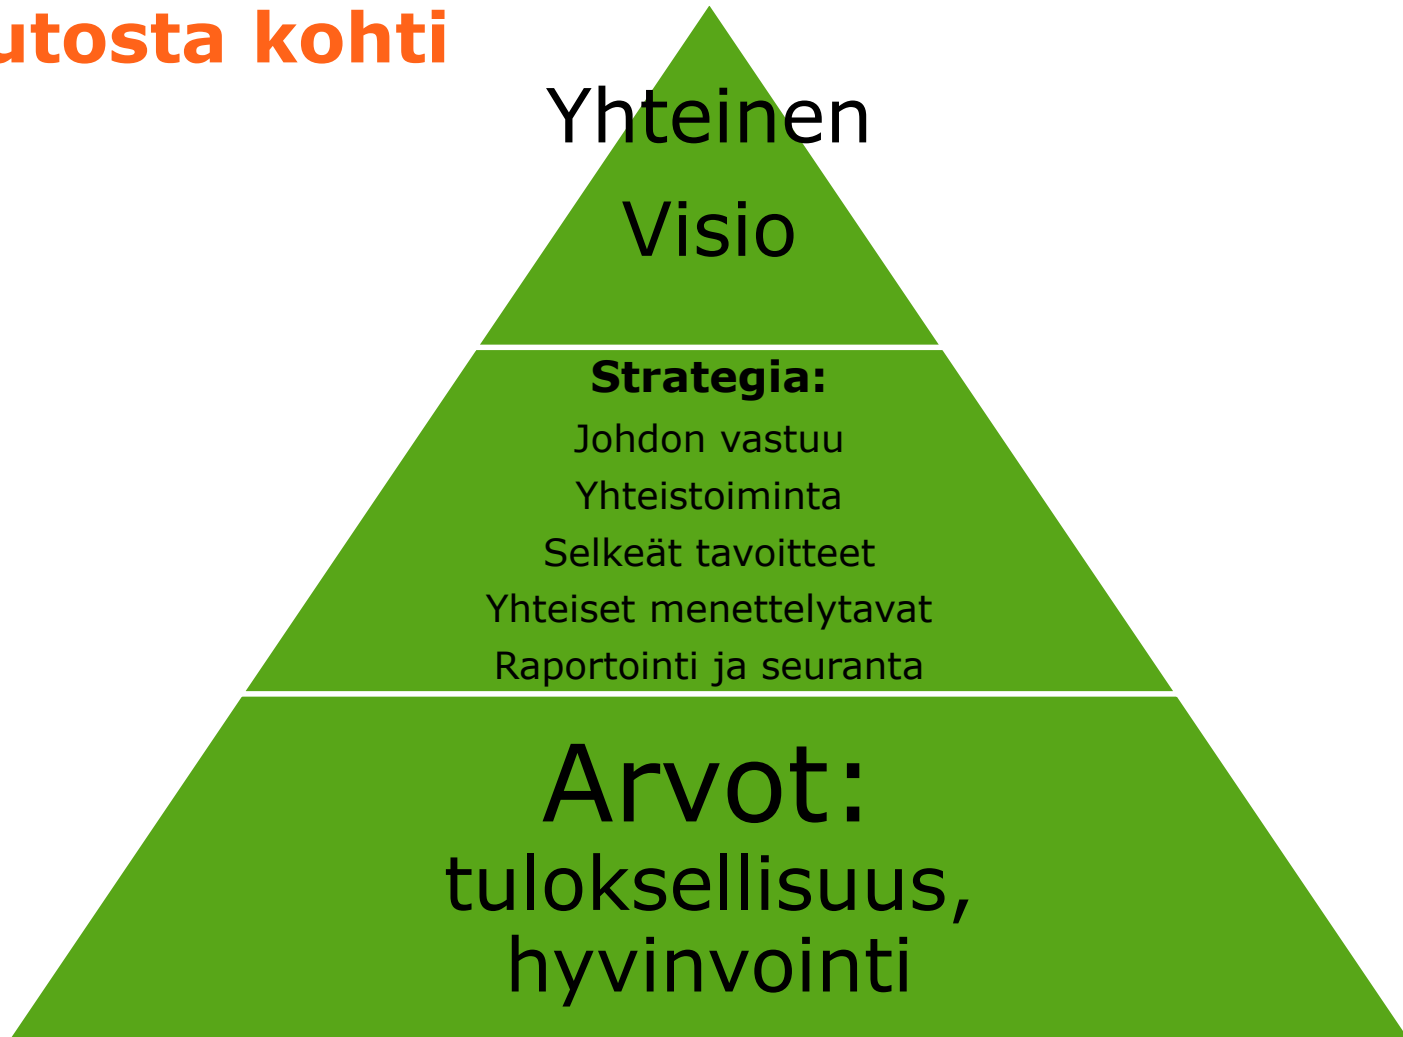 utosta kohti
Yhteinen
Visio
Strategia:
Johdon vastuu
Yhteistoiminta
Selkeät tavoitteet
Yhteiset menettelytavat
Raportointi ja seuranta
Arvot:
tuloksellisuus,
hyvinvointi